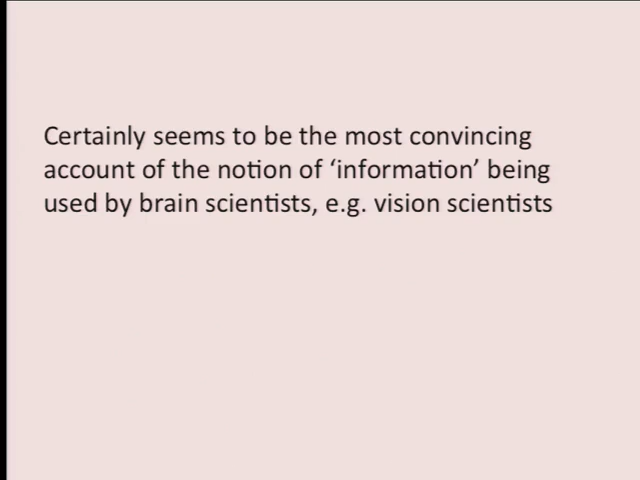 Certainly seems to be the most convincing
account of the notion of ‘information’ being
used by brain scientists, e.g. vision scientists